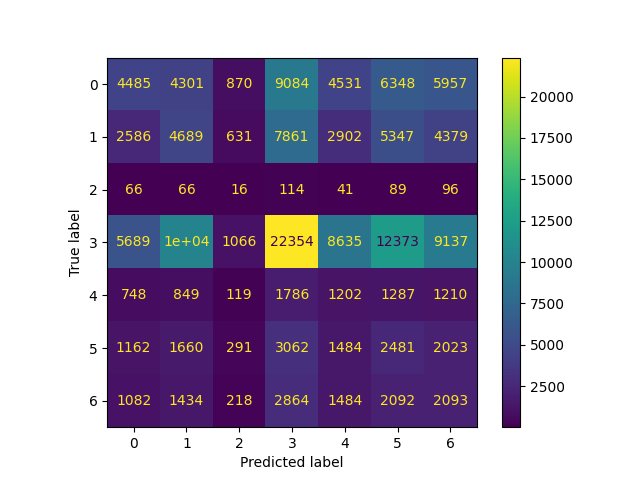 0 4485 4301 870 9084 4531 6348 5957
1 2586 4689 631 7861 2902 5347 4379
2 66 66 16 114 41 89 96
3 5689 1e+04 1066 22354 8635 12373 9137
4 748 849 119 1786 1202 1287 1210
5 1162 1660 291 3062 1484 2481 2023
6 1082 1434 218 2864 1484 2092 2093
0 1 2 3 4 5 6
Predicted label
True label
20000
17500
15000
12500
10000
7500
5000
2500